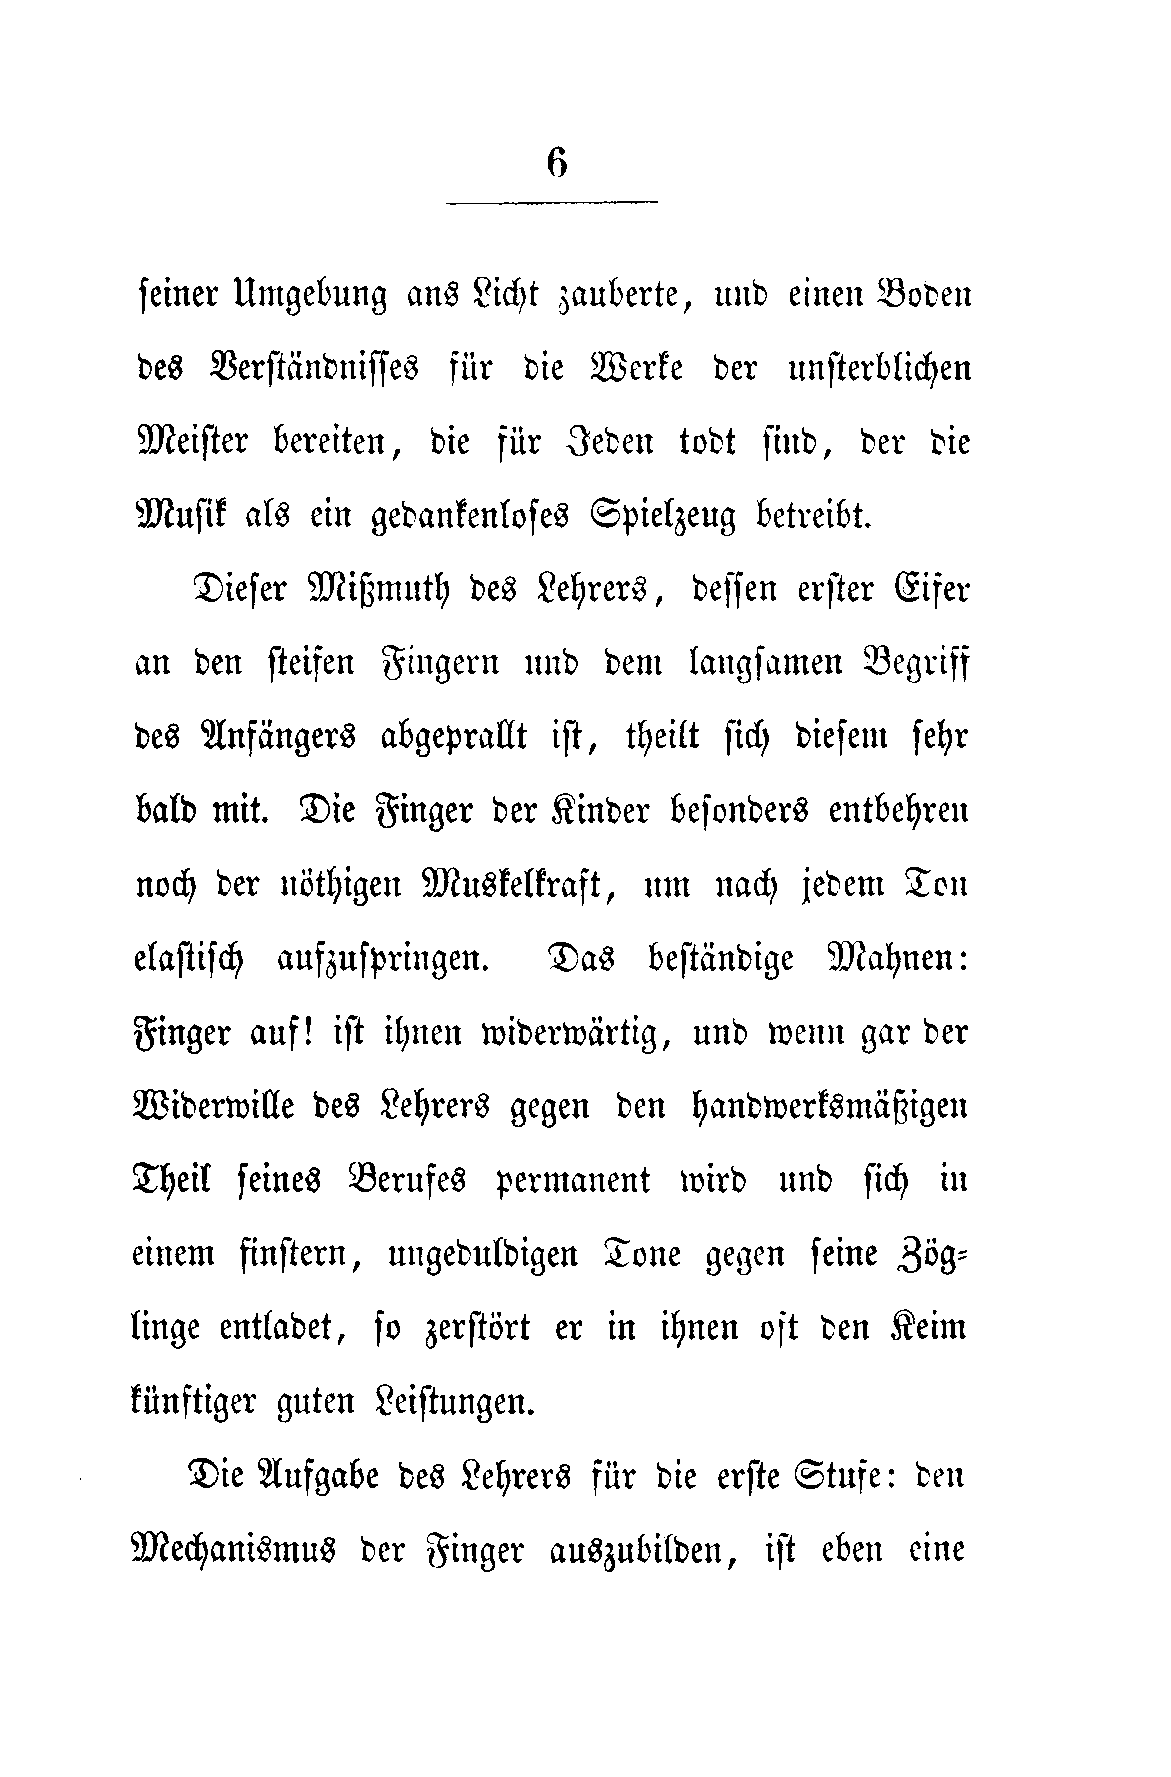 6
ſeiner Umgebung ans Licht zauberte, und einen Boden
des Verſtändniſſes für die Werke der unſterblichen
Meiſter bereiten, die für Jeden todt ſind, der die
Muſik als ein gedankenloſes Spielzeug betreibt.
Dieſer Mißmuth des Lehrers, deſſen erſter Eifer
an den ſteifen Fingern und dem langſamen Begriff
des Anfängers abgeprallt iſt, theilt ſich dieſem ſehr
bald mit. Die Finger der Kinder beſonders entbehren
noch der nöthigen Muskelkraft, um nach jedem Ton
elaſtiſch aufzuſpringen. Das beſtändige Mahnen:
Finger auf! iſt ihnen widerwärtig, und wenn gar der
Widerwille des Lehrers gegen den handwerksmäßigen
Theil ſeines Berufes permanent wird und ſich in
einem finſtern, ungeduldigen Tone gegen ſeine Zög⸗
linge entladet, ſo zerſtört er in ihnen oft den Keim
künftiger guten Leiſtungen.
Die Aufgabe des Lehrers für die erſte Stufe: den
Mechanismus der Finger auszubilden, iſt eben eine